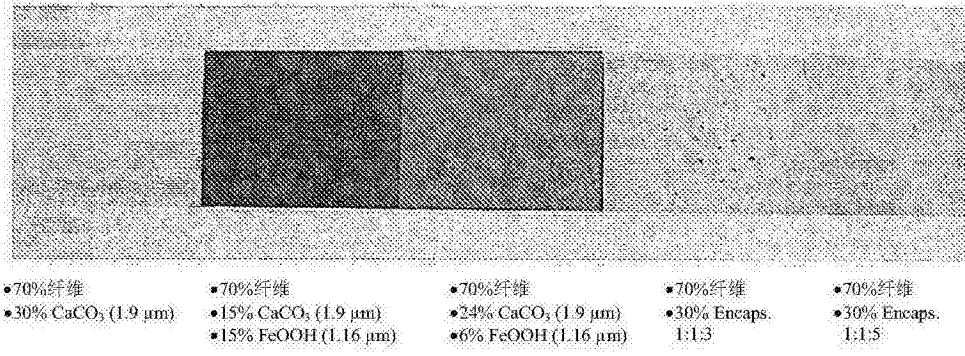 •70%纤维
•30% CaCO₃ (1.9 μm)
•70%纤维
•15% CaCO₃ (1.9 μm)
•15% FeOOH (1.16 μm)
•70%纤维
•24% CaCO₃ (1.9 μm)
•6% FeOOH (1.16 μm)
•70%纤维
•30% Encaps.
1:1:3
•70%纤维
•30% Encaps.
1:1:5